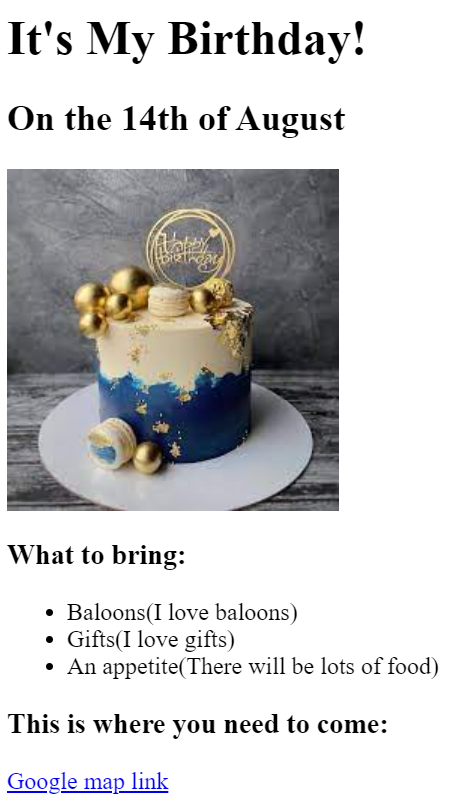 It's My Birthday!
On the 14th of August
Happy
birthday
What to bring:
Baloons(I love baloons)
Gifts(I love gifts)
An appetite(There will be lots of food)
This is where you need to come:
Google map link